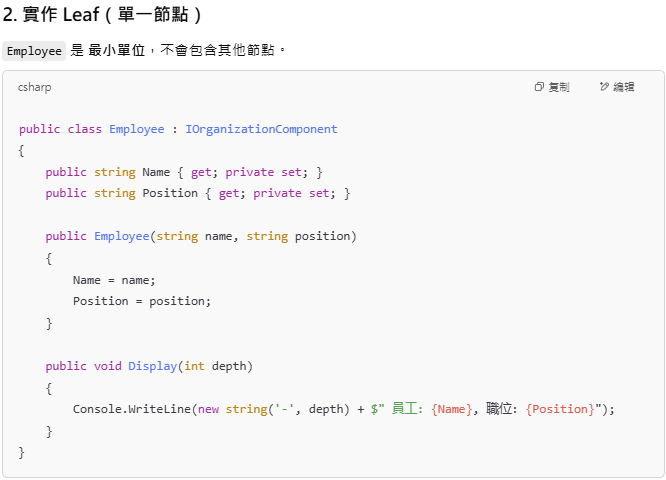 2. 實作 Leaf（單一節點）
Employee 是 最小單位，不會包含其他節點。
csharp 复制 编辑
public class Employee : IOrganizationComponent
{
    public string Name { get; private set; }
    public string Position { get; private set; }

    public Employee(string name, string position)
    {
        Name = name;
        Position = position;
    }

    public void Display(int depth)
    {
        Console.WriteLine(new string('-', depth) + $" 員工: {Name}, 職位: {Position}");
    }
}